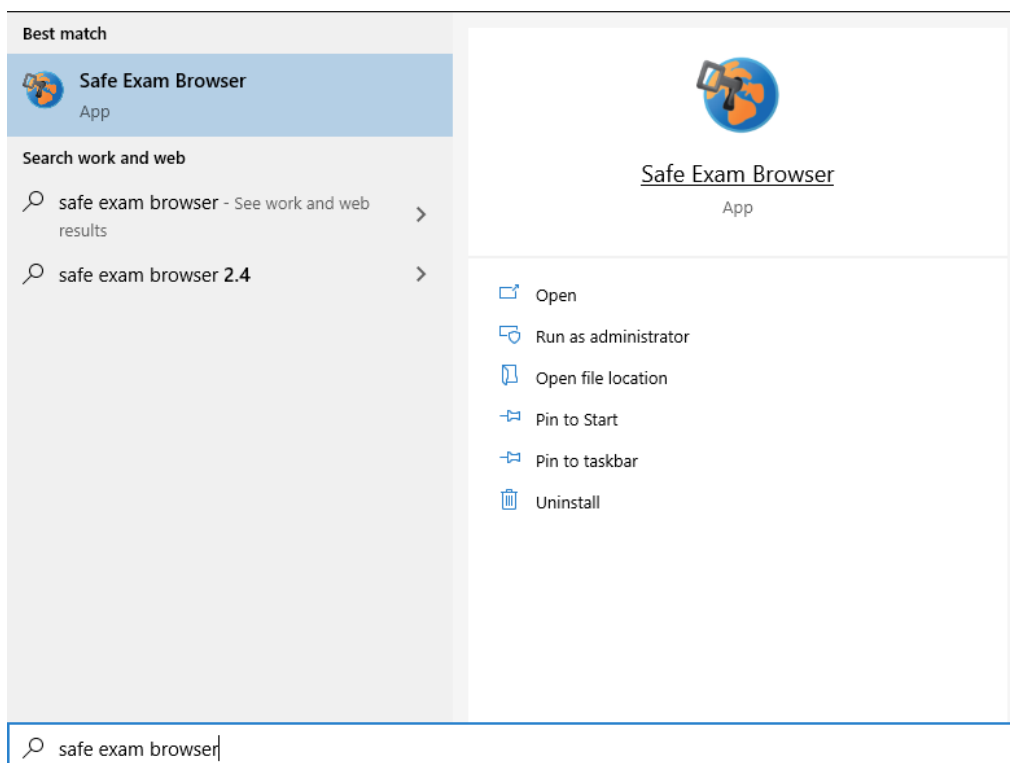 Best match
Safe Exam Browser
App
Search work and web
safe exam browser - See work and web
results
safe exam browser 2.4
Safe Exam Browser
App
Open
Run as administrator
Open file location
Pin to Start
Pin to taskbar
Uninstall
safe exam browser